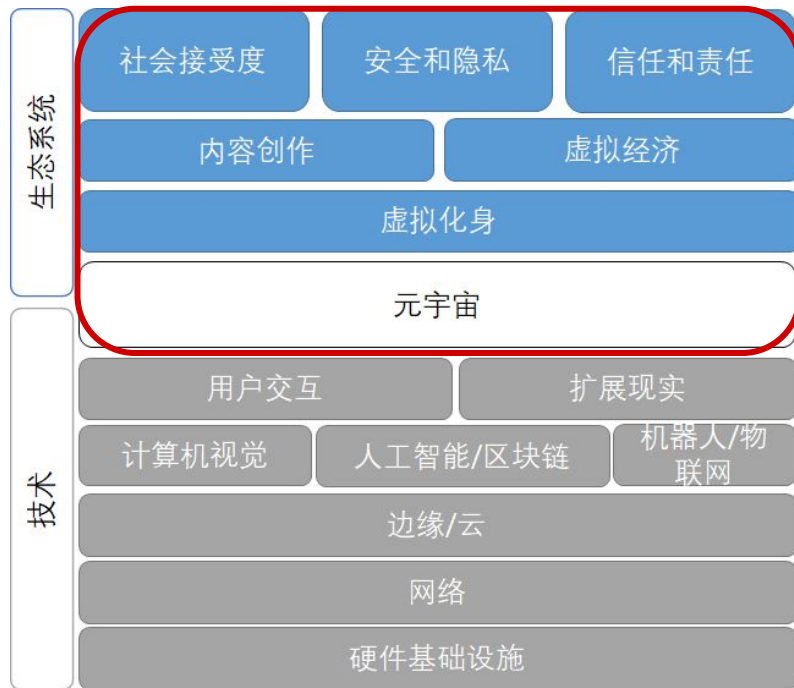 生态系统
社会接受度
安全和隐私
信任和责任
内容创作
虚拟经济
虚拟化身
元宇宙
技术
用户交互
扩展现实
计算机视觉
人工智能/区块链
机器人/物
联网
边缘/云
网络
硬件基础设施